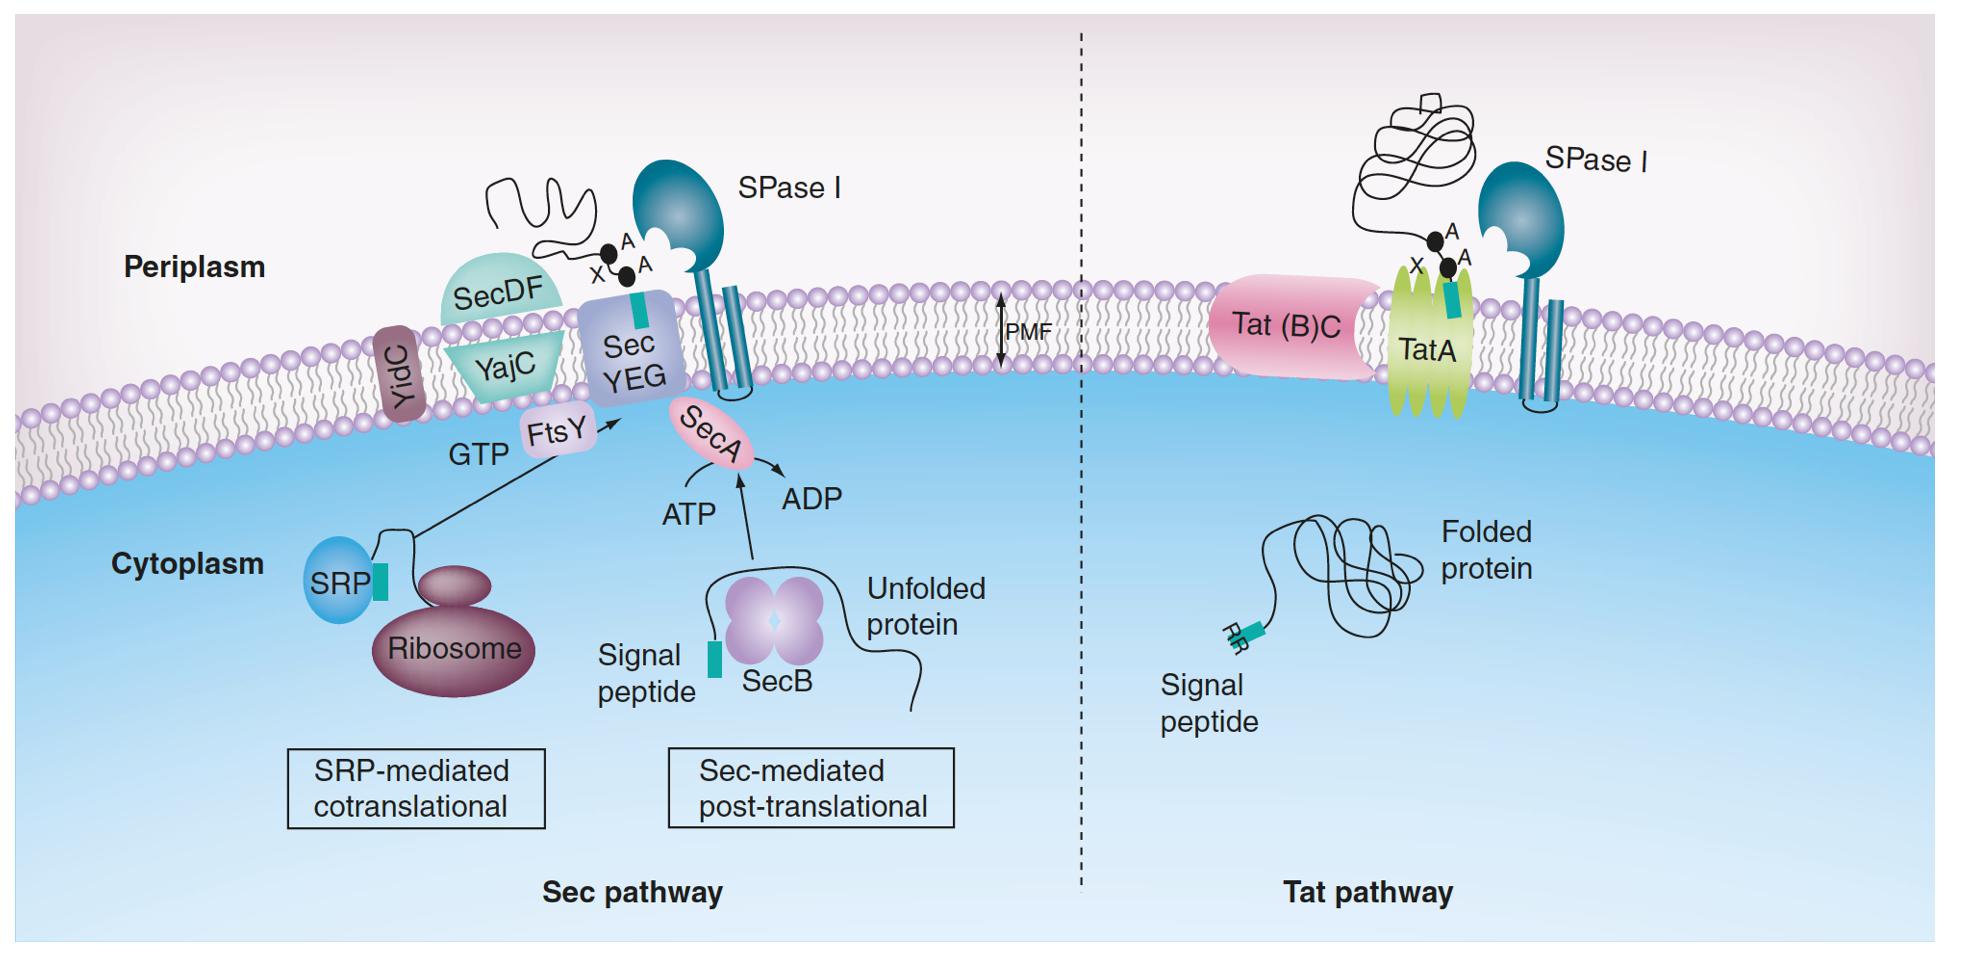 SPase I
SPase I
A
A
X
A
A
X
Periplasm
SecDF
YidC
YajC
Sec
YEG
PMF
Tat (B)C
TatA
FtsY
SecA
GTP
ATP
ADP
Cytoplasm
SRP
Ribosome
Signal
peptide
SecB
Unfolded
protein
Folded
protein
RR
Signal
peptide
SRP-mediated
cotranslational
Sec-mediated
post-translational
Sec pathway
Tat pathway